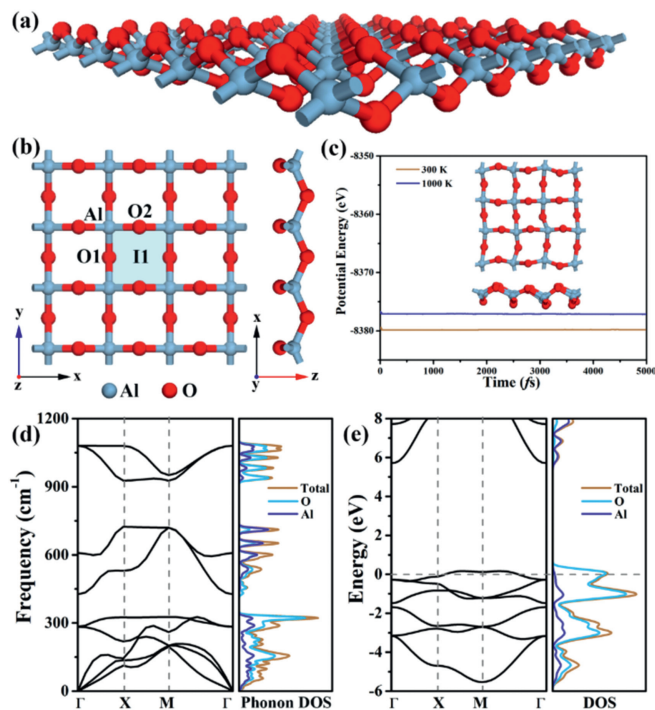 (a)
(b)
Al
O2
O1
I1
y
z
x
x
y
z
Al
O
(c)
-8350
-8360
-8370
-8380
Potential Energy (eV)
300 K
1000 K
0
1000
2000
3000
4000
5000
Time (fs)
(d)
1200
900
600
300
0
Frequency (cm⁻¹)
Total
O
Al
Γ
X
M
Γ
Phonon DOS
(e)
8
6
4
2
0
-2
-4
-6
Energy (eV)
Total
O
Al
Γ
X
M
Γ
DOS